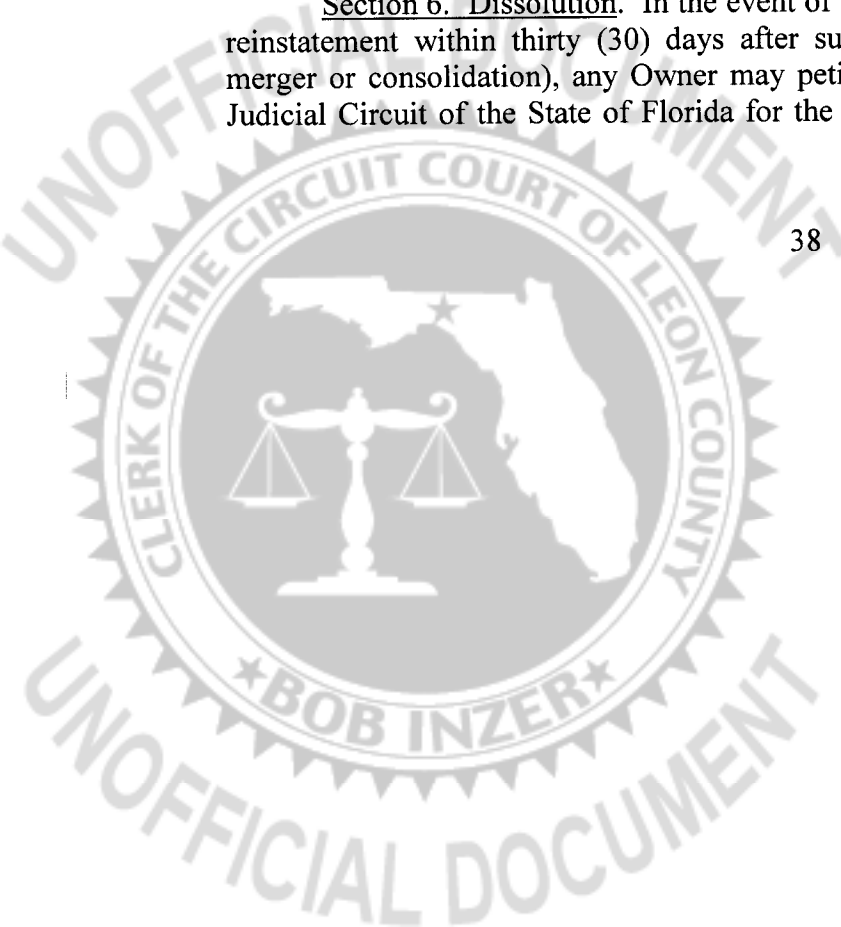 Section 6. Dissolution. In the event of
reinstatement within thirty (30) days after su
merger or consolidation), any Owner may peti
Judicial Circuit of the State of Florida for the
38
UNOFFICIAL DOCUMENT
CLERK OF THE CIRCUIT COURT OF LEON COUNTY
★BOB INZER★
UNOFFICIAL DOCUMENT